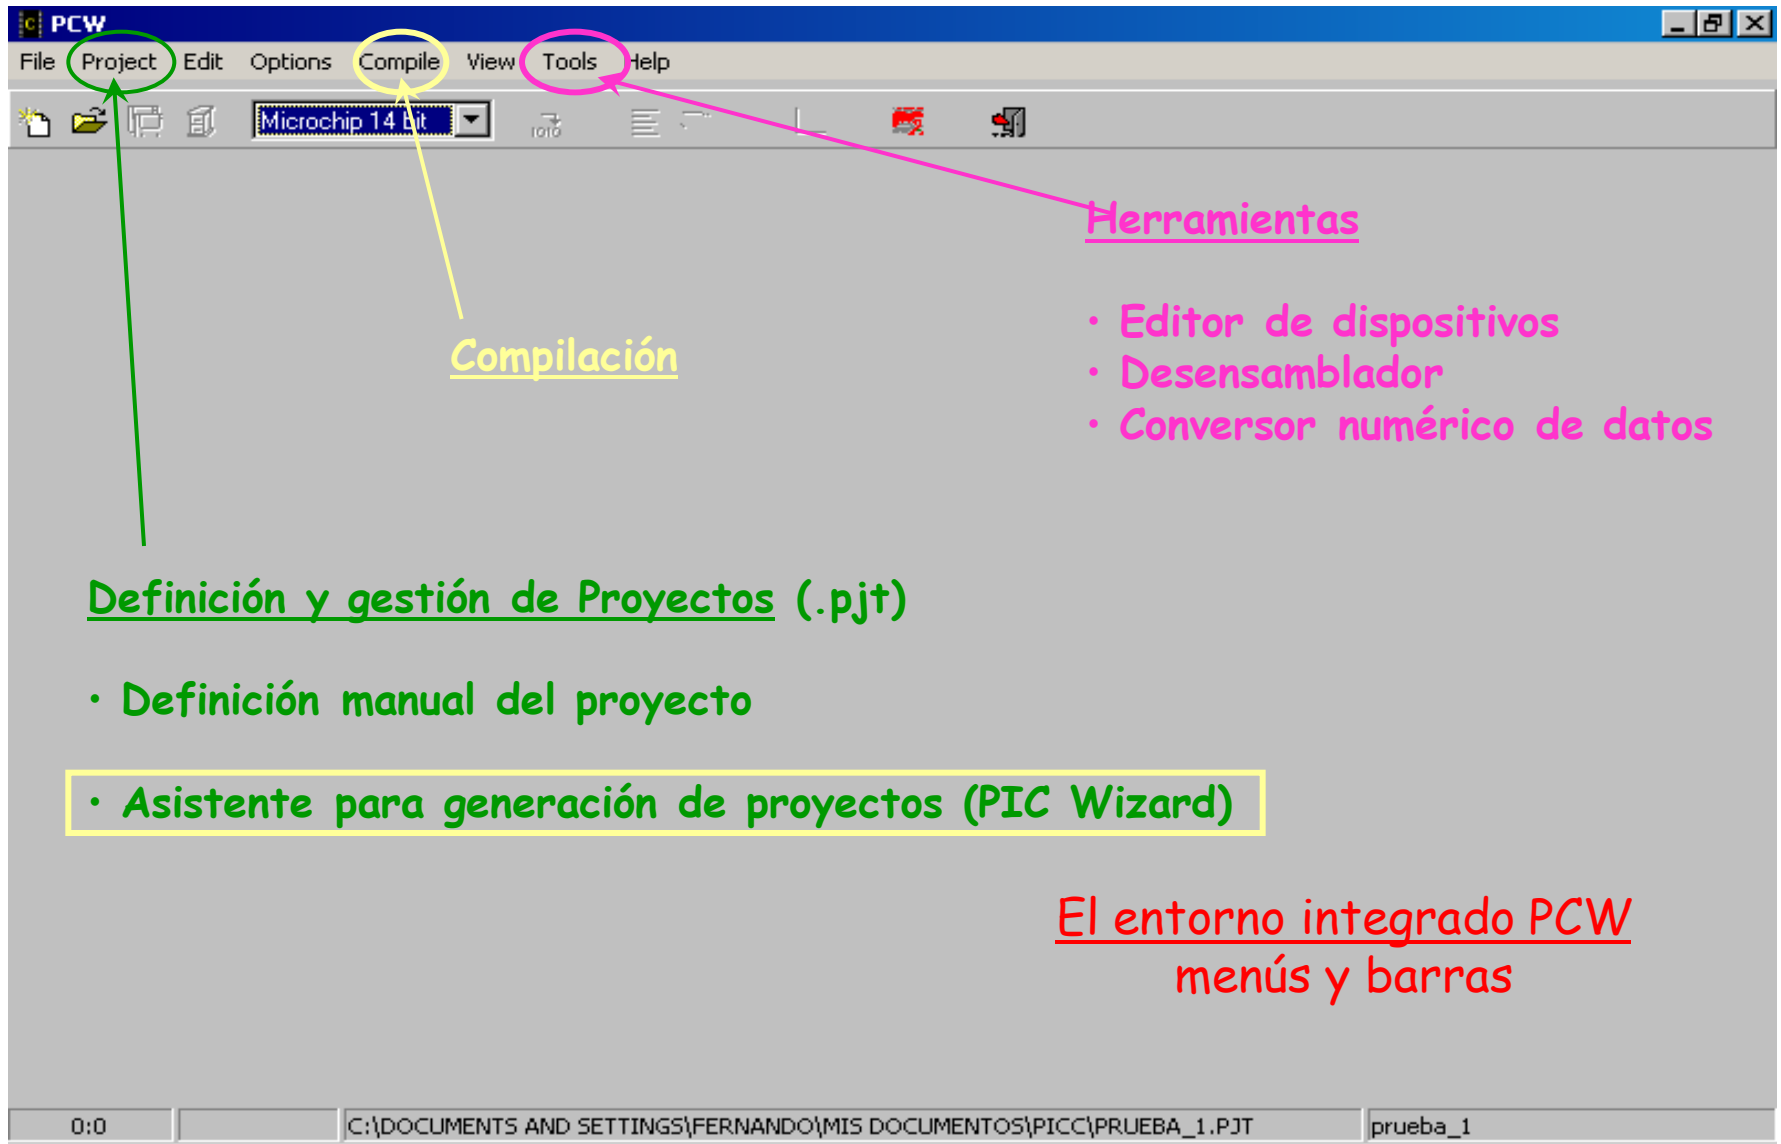 PCW
File Project Edit Options Compile View Tools Help
Microchip 14 bit
Herramientas
• Editor de dispositivos
Compilación
• Desensamblador
• Conversor numérico de datos
Definición y gestión de Proyectos (.pjt)
• Definición manual del proyecto
• Asistente para generación de proyectos (PIC Wizard)
El entorno integrado PCW
menús y barras
0:0 C:\DOCUMENTS AND SETTINGS\FERNANDO\MIS DOCUMENTOS\PICC\PRUEBA_1.PJT prueba_1